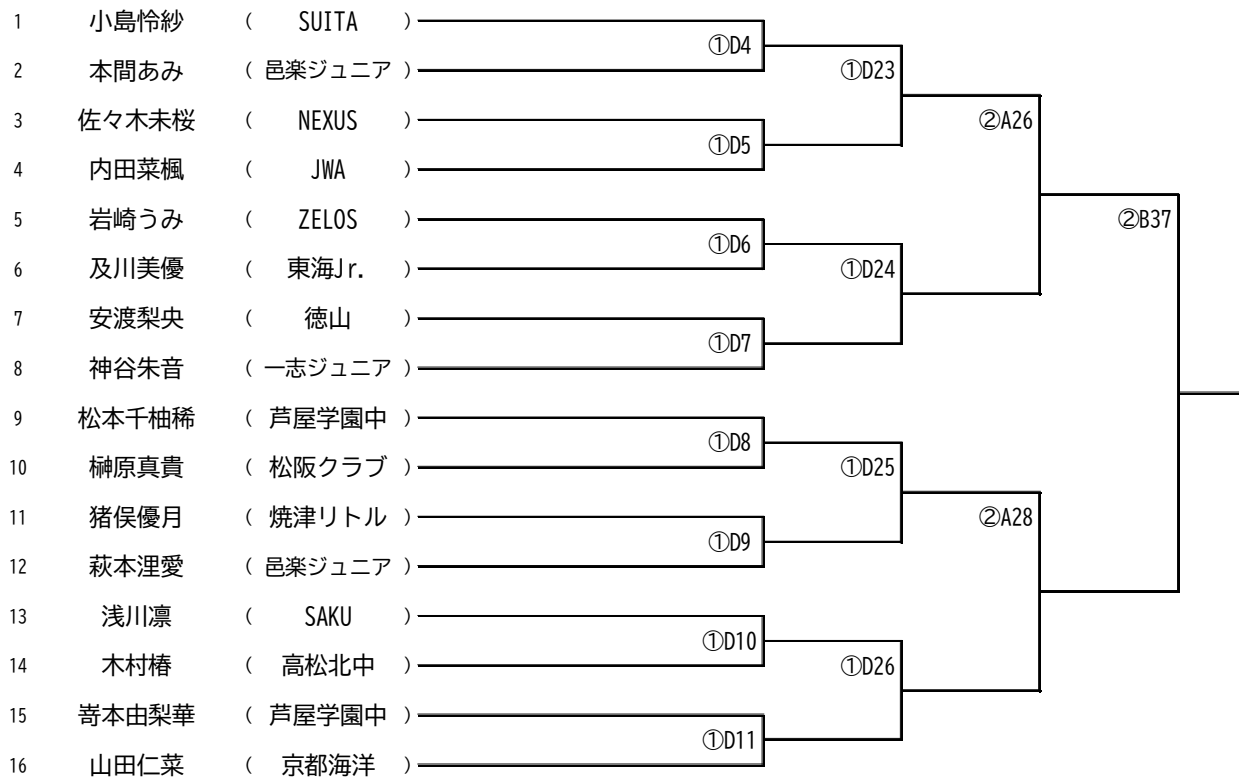 1 小島怜紗 ( SUITA )
①D4
2 本間あみ ( 邑楽ジュニア )
①D23
3 佐々木未桜 ( NEXUS )
②A26
①D5
4 内田菜楓 ( JWA )
5 岩崎うみ ( ZELOS )
②B37
①D6
6 及川美優 ( 東海Jr. )
①D24
7 安渡梨央 ( 徳山 )
①D7
8 神谷朱音 ( 一志ジュニア )
9 松本千柚稀 ( 芦屋学園中 )
①D8
10 榊原真貴 ( 松阪クラブ )
①D25
11 猪俣優月 ( 焼津リトル )
②A28
①D9
12 萩本浬愛 ( 邑楽ジュニア )
13 浅川凛 ( SAKU )
①D10
14 木村椿 ( 高松北中 )
①D26
15 嵜本由梨華 ( 芦屋学園中 )
①D11
16 山田仁菜 ( 京都海洋 )